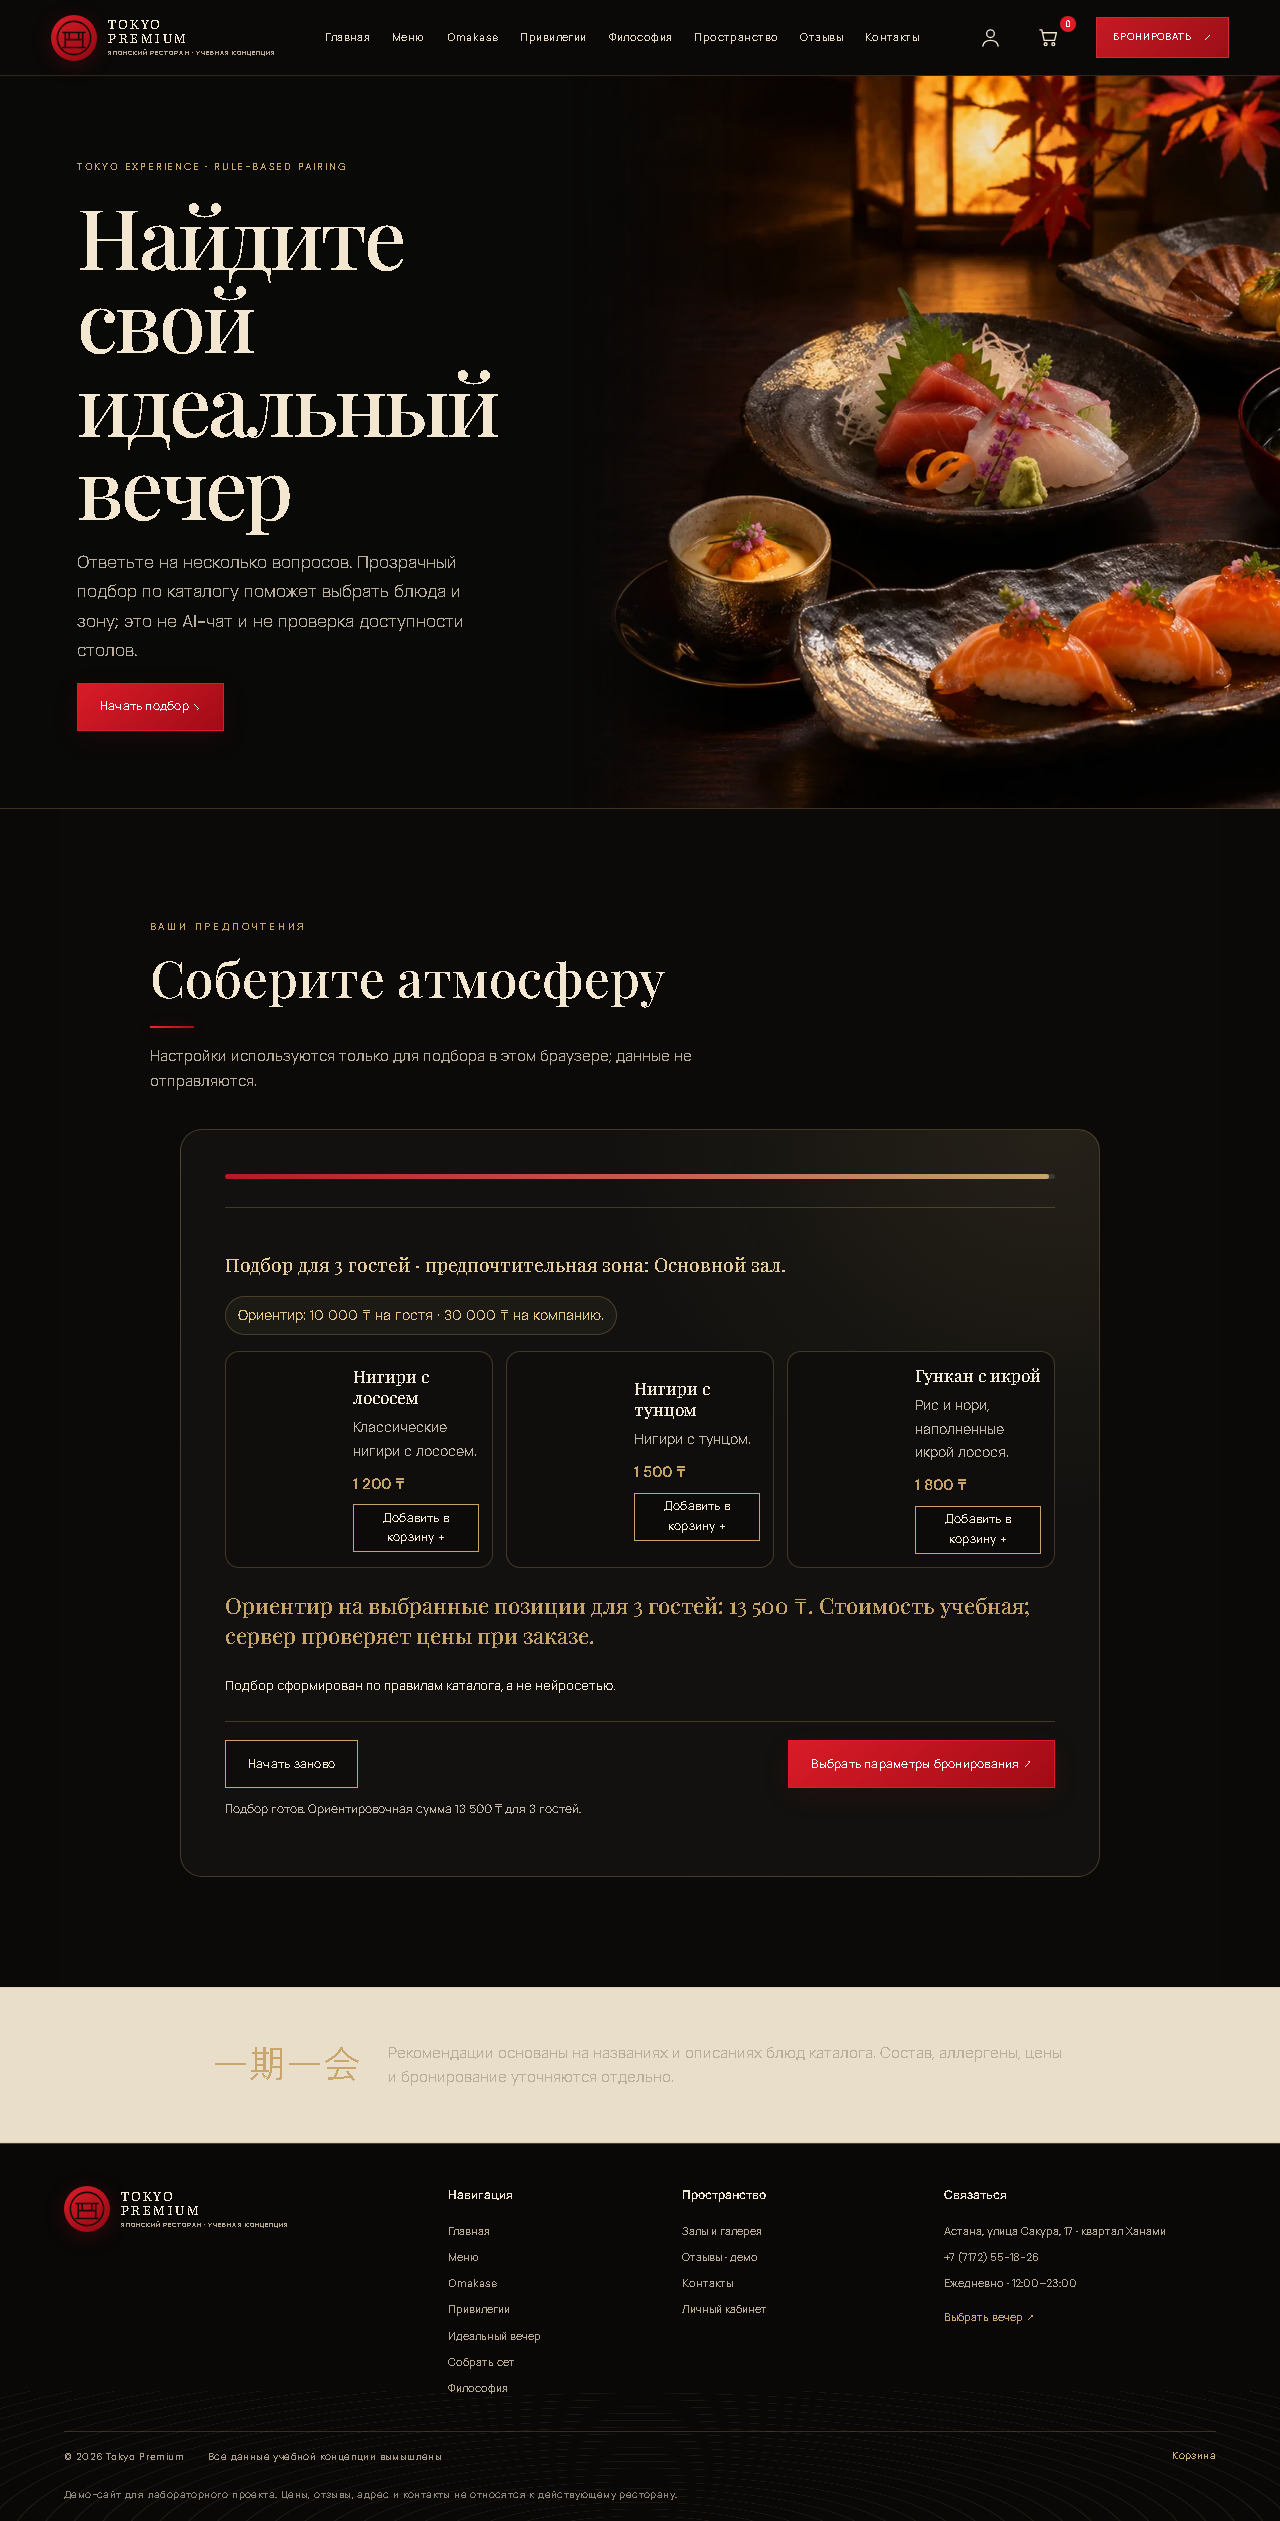 TOKYO
PREMIUM
ЯПОНСКИЙ РЕСТОРАН · УЧЕБНАЯ КОНЦЕПЦИЯ
Главная
Меню
Omakase
Привилегии
Философия
Пространство
Отзывы
Контакты
0
БРОНИРОВАТЬ ↗
TOKYO EXPERIENCE · RULE-BASED PAIRING
Найдите
свой
идеальный
вечер
Ответьте на несколько вопросов. Прозрачный
подбор по каталогу поможет выбрать блюда и
зону; это не AI-чат и не проверка доступности
столов.
Начать подбор ↘
ВАШИ ПРЕДПОЧТЕНИЯ
Соберите атмосферу
Настройки используются только для подбора в этом браузере; данные не
отправляются.
Подбор для 3 гостей · предпочтительная зона: Основной зал.
Ориентир: 10 000 ₸ на гостя · 30 000 ₸ на компанию.
Нигири с
лососем
Классические
нигири с лососем.
1 200 ₸
Добавить в
корзину +
Нигири с
тунцом
Нигири с тунцом.
1 500 ₸
Добавить в
корзину +
Гункан с икрой
Рис и нори,
наполненные
икрой лосося.
1 800 ₸
Добавить в
корзину +
Ориентир на выбранные позиции для 3 гостей: 13 500 ₸. Стоимость учебная;
сервер проверяет цены при заказе.
Подбор сформирован по правилам каталога, а не нейросетью.
Начать заново
Выбрать параметры бронирования ↗
Подбор готов. Ориентировочная сумма 13 500 ₸ для 3 гостей.
一期一会
Рекомендации основаны на названиях и описаниях блюд каталога. Состав, аллергены, цены
и бронирование уточняются отдельно.
TOKYO
PREMIUM
ЯПОНСКИЙ РЕСТОРАН · УЧЕБНАЯ КОНЦЕПЦИЯ
Навигация
Главная
Меню
Omakase
Привилегии
Идеальный вечер
Собрать сет
Философия
Пространство
Залы и галерея
Отзывы · демо
Контакты
Личный кабинет
Связаться
Астана, улица Сакура, 17 · квартал Ханами
+7 (7172) 55-18-26
Ежедневно · 12:00–23:00
Выбрать вечер ↗
© 2026 Tokyo Premium
Все данные учебной концепции вымышлены
Корзина
Демо-сайт для лабораторного проекта. Цены, отзывы, адрес и контакты не относятся к действующему ресторану.